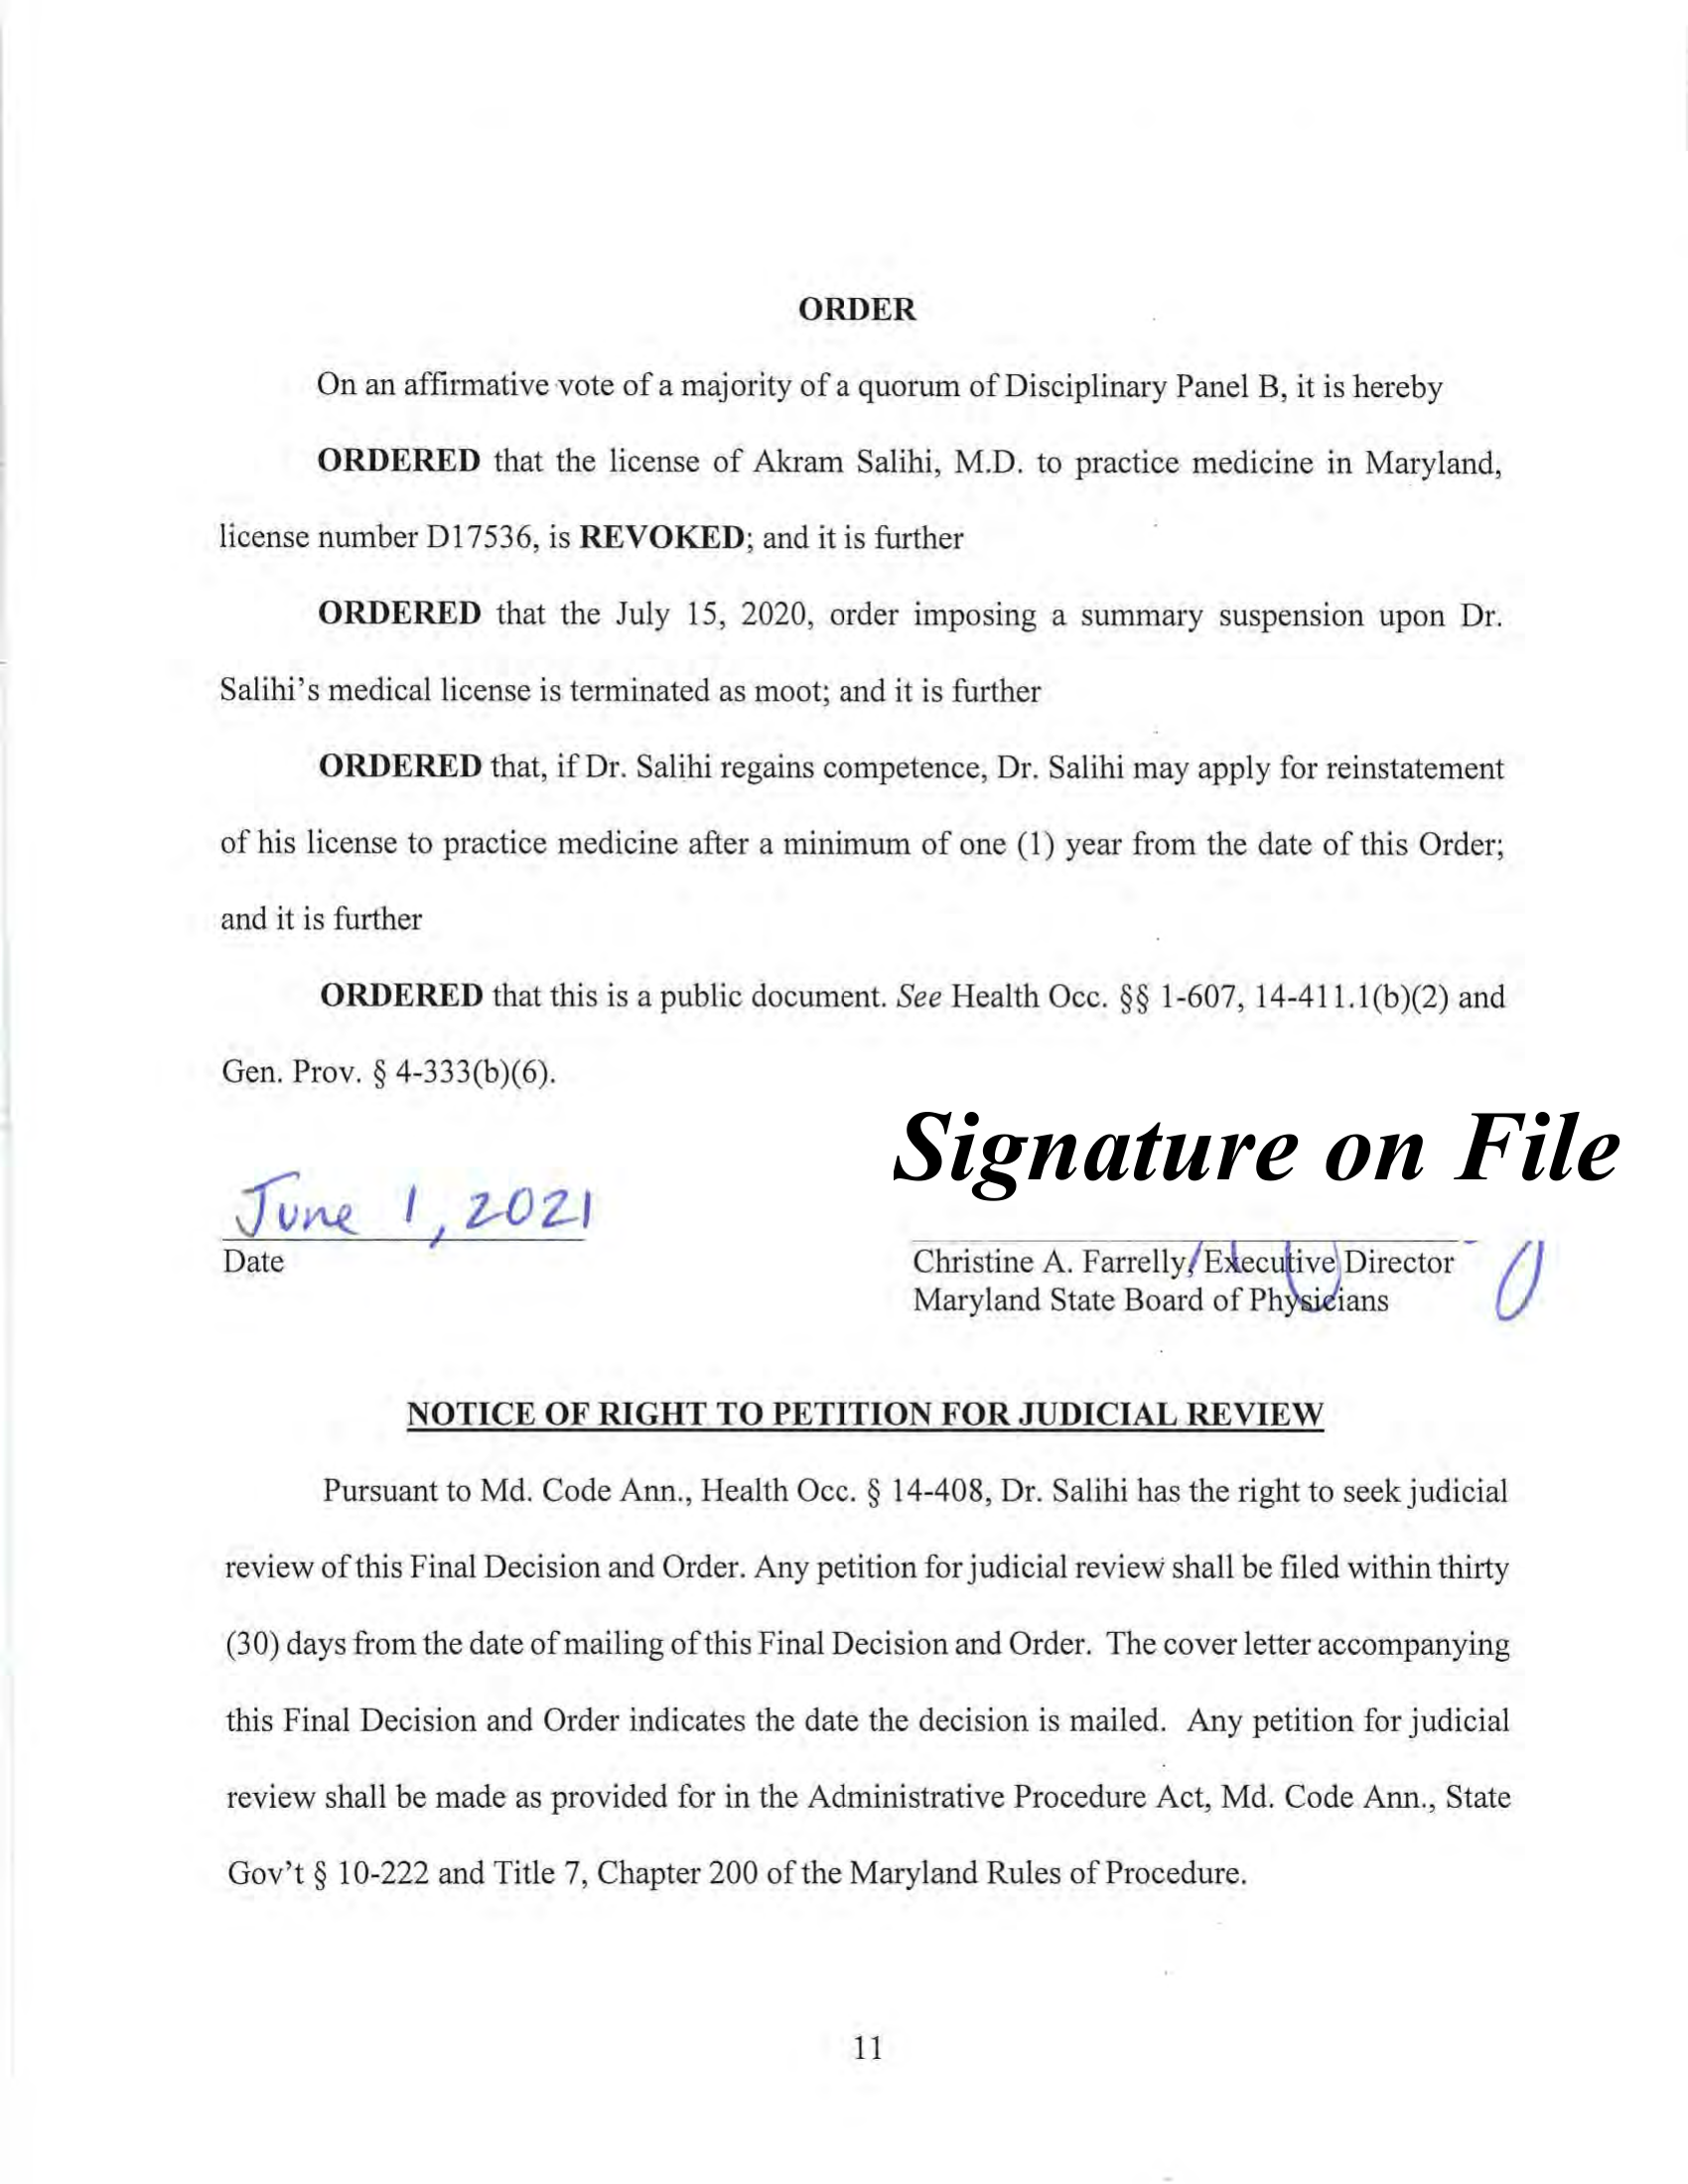 ORDER
On an affirmative vote of a majority of a quorum of Disciplinary Panel B, it is hereby
ORDERED that the license of Akram Salihi, M.D. to practice medicine in Maryland,
license number D17536, is REVOKED; and it is further
ORDERED that the July 15, 2020, order imposing a summary suspension upon Dr.
Salihi's medical license is terminated as moot; and it is further
ORDERED that, if Dr. Salihi regains competence, Dr. Salihi may apply for reinstatement
of his license to practice medicine after a minimum of one (1) year from the date of this Order;
and it is further
ORDERED that this is a public document. See Health Occ. §§ 1-607, 14-411.1(b)(2) and
Gen. Prov. § 4-333(b)(6).
Signature on File
June 1, 2021
Date
Christine A. Farrelly, Executive Director
Maryland State Board of Physicians
NOTICE OF RIGHT TO PETITION FOR JUDICIAL REVIEW
Pursuant to Md. Code Ann., Health Occ. § 14-408, Dr. Salihi has the right to seek judicial
review of this Final Decision and Order. Any petition for judicial review shall be filed within thirty
(30) days from the date of mailing of this Final Decision and Order. The cover letter accompanying
this Final Decision and Order indicates the date the decision is mailed. Any petition for judicial
review shall be made as provided for in the Administrative Procedure Act, Md. Code Ann., State
Gov't § 10-222 and Title 7, Chapter 200 of the Maryland Rules of Procedure.
11